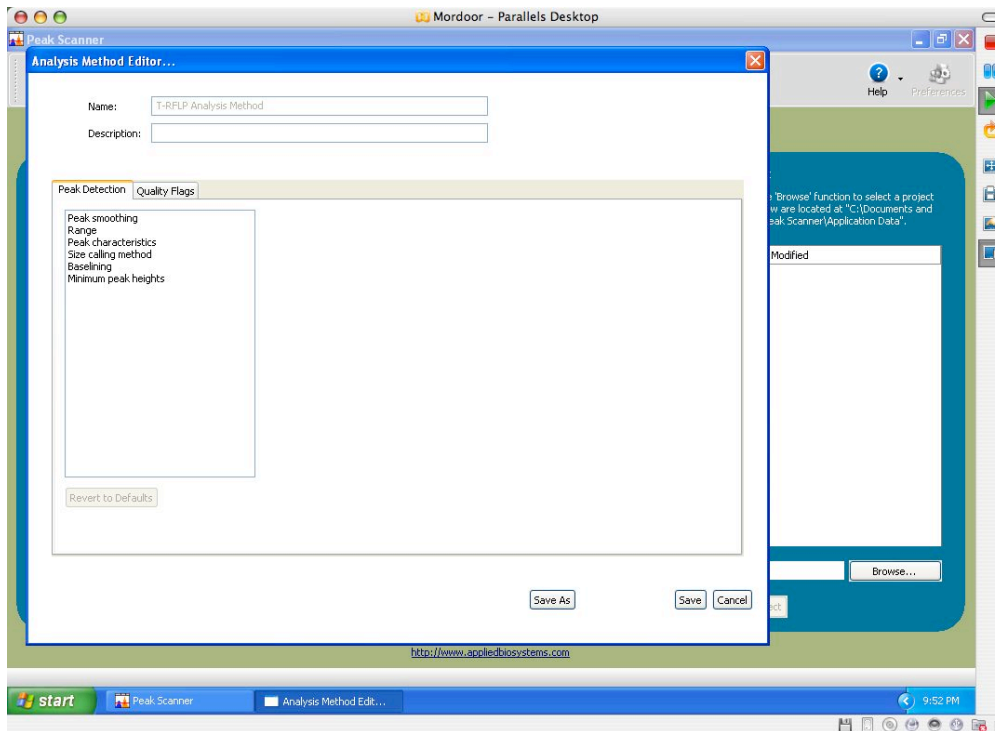 Mordoor – Parallels Desktop
Peak Scanner
Analysis Method Editor...
Help
Preferences
Name:
T-RFLP Analysis Method
Description:
Peak Detection
Quality Flags
Peak smoothing
Range
Peak characteristics
Size calling method
Baselining
Minimum peak heights
Revert to Defaults
'Browse' function to select a project
w are located at "C:\Documents and
eak Scanner\Application Data".
Modified
Browse...
Save As
Save
Cancel
ect
http://www.appliedbiosystems.com
start
Peak Scanner
Analysis Method Edit...
9:52 PM